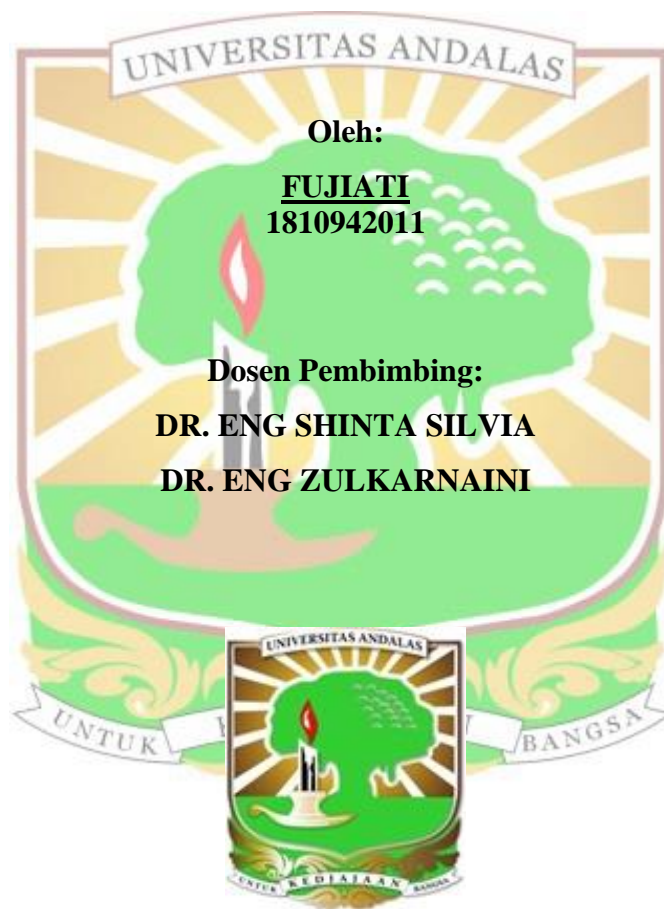 UNIVERSITAS ANDALAS
Oleh:
FUJIATI
1810942011
Dosen Pembimbing:
DR. ENG SHINTA SILVIA
DR. ENG ZULKARNAINI
UNIVERSITAS ANDALAS
UNTUK BANGSA
UNTUK KEDJAJAAN BANGSA